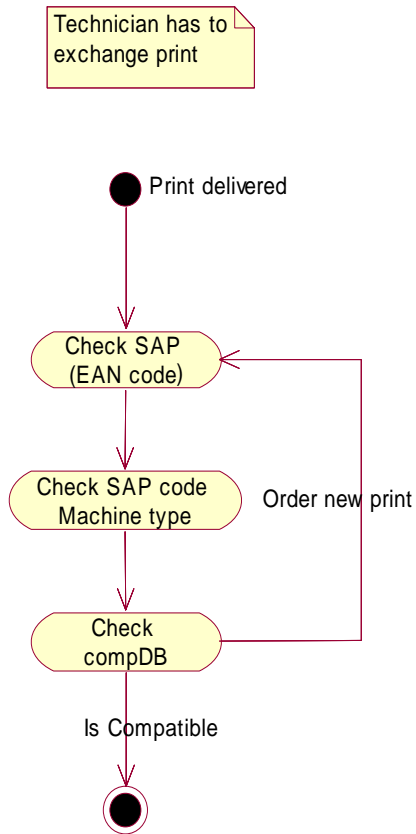 Technician has to
exchange print
Print delivered
Check SAP
(EAN code)
Check SAP code
Machine type
Order new print
Check
compDB
Is Compatible